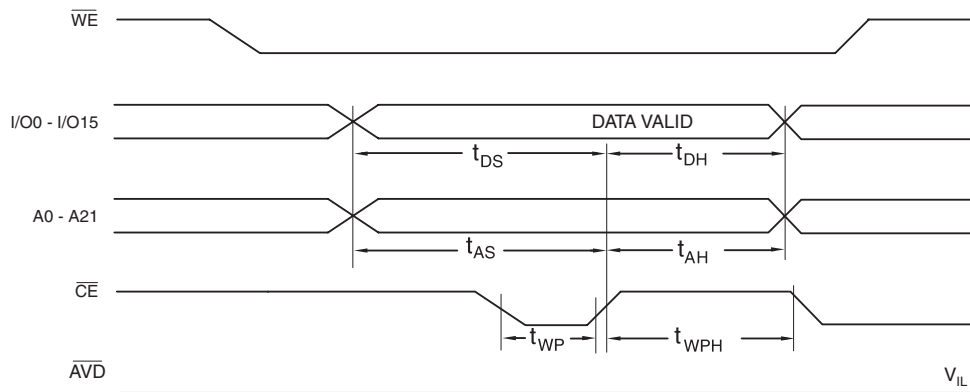 WE
I/O0 - I/O15
DATA VALID
tDS
tDH
A0 - A21
tAS
tAH
CE
tWP
tWPH
AVD
VIL